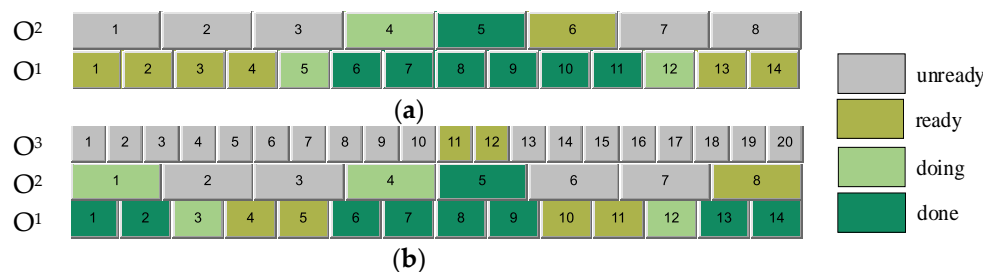 O² 1 2 3 4 5 6 7 8
O¹ 1 2 3 4 5 6 7 8 9 10 11 12 13 14
(a)
O³ 1 2 3 4 5 6 7 8 9 10 11 12 13 14 15 16 17 18 19 20
O² 1 2 3 4 5 6 7 8
O¹ 1 2 3 4 5 6 7 8 9 10 11 12 13 14
(b)
unready
ready
doing
done